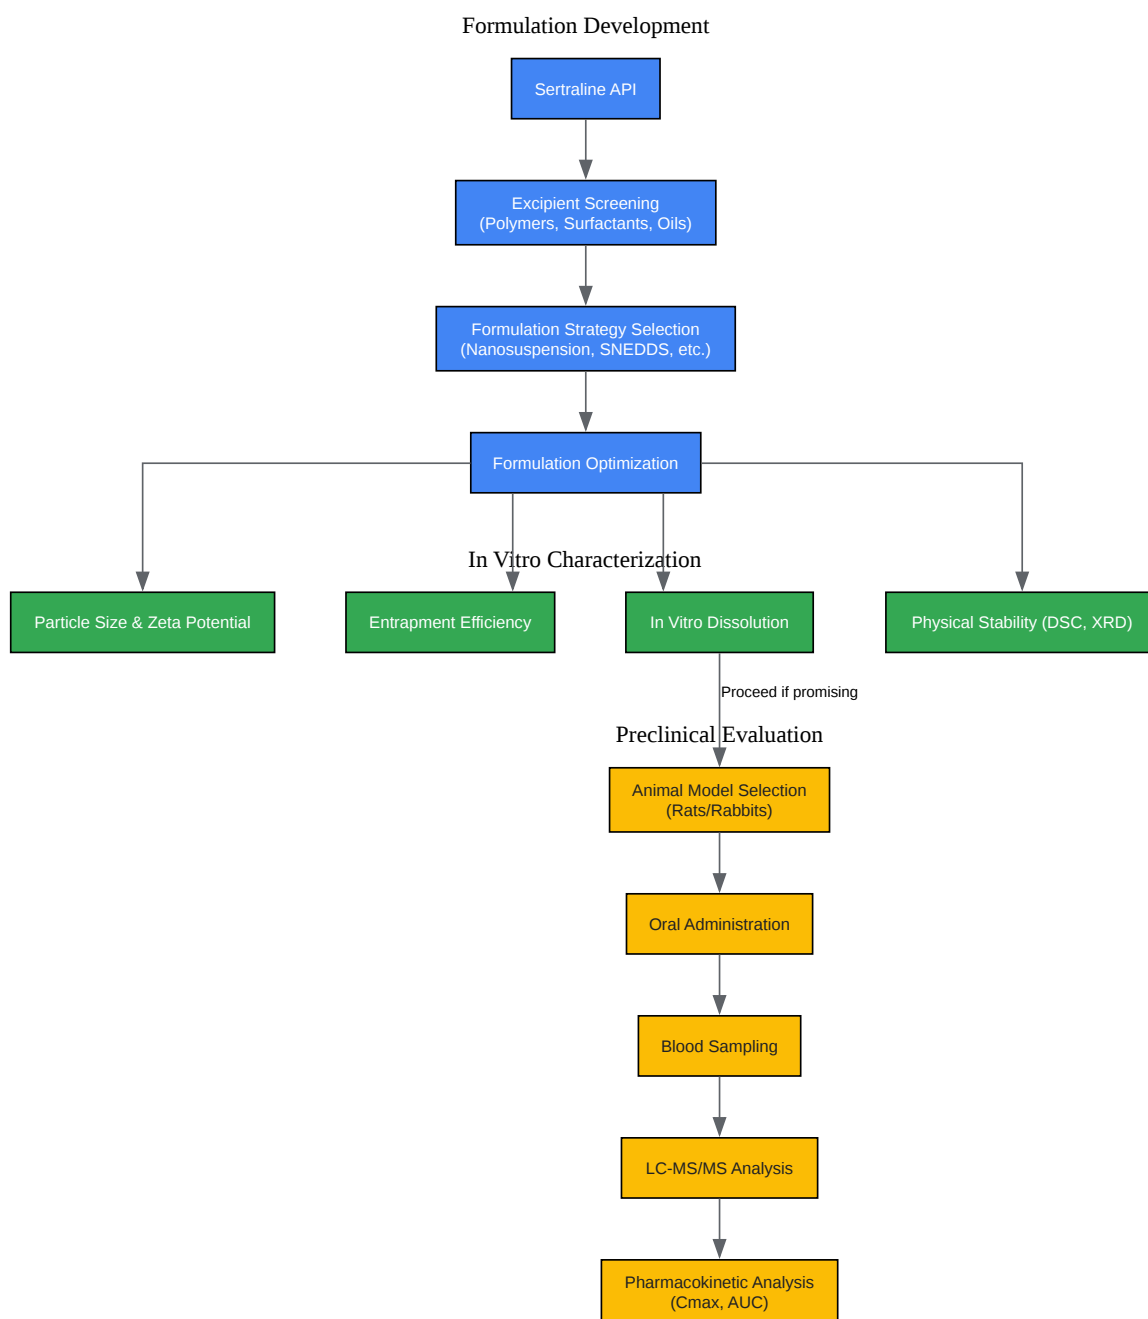 Formulation Development
Sertraline API
Excipient Screening
(Polymers, Surfactants, Oils)
Formulation Strategy Selection
(Nanosuspension, SNEDDS, etc.)
Formulation Optimization
In Vitro Characterization
Particle Size & Zeta Potential
Entrapment Efficiency
In Vitro Dissolution
Physical Stability (DSC, XRD)
Proceed if promising
Preclinical Evaluation
Animal Model Selection
(Rats/Rabbits)
Oral Administration
Blood Sampling
LC-MS/MS Analysis
Pharmacokinetic Analysis
(Cmax, AUC)